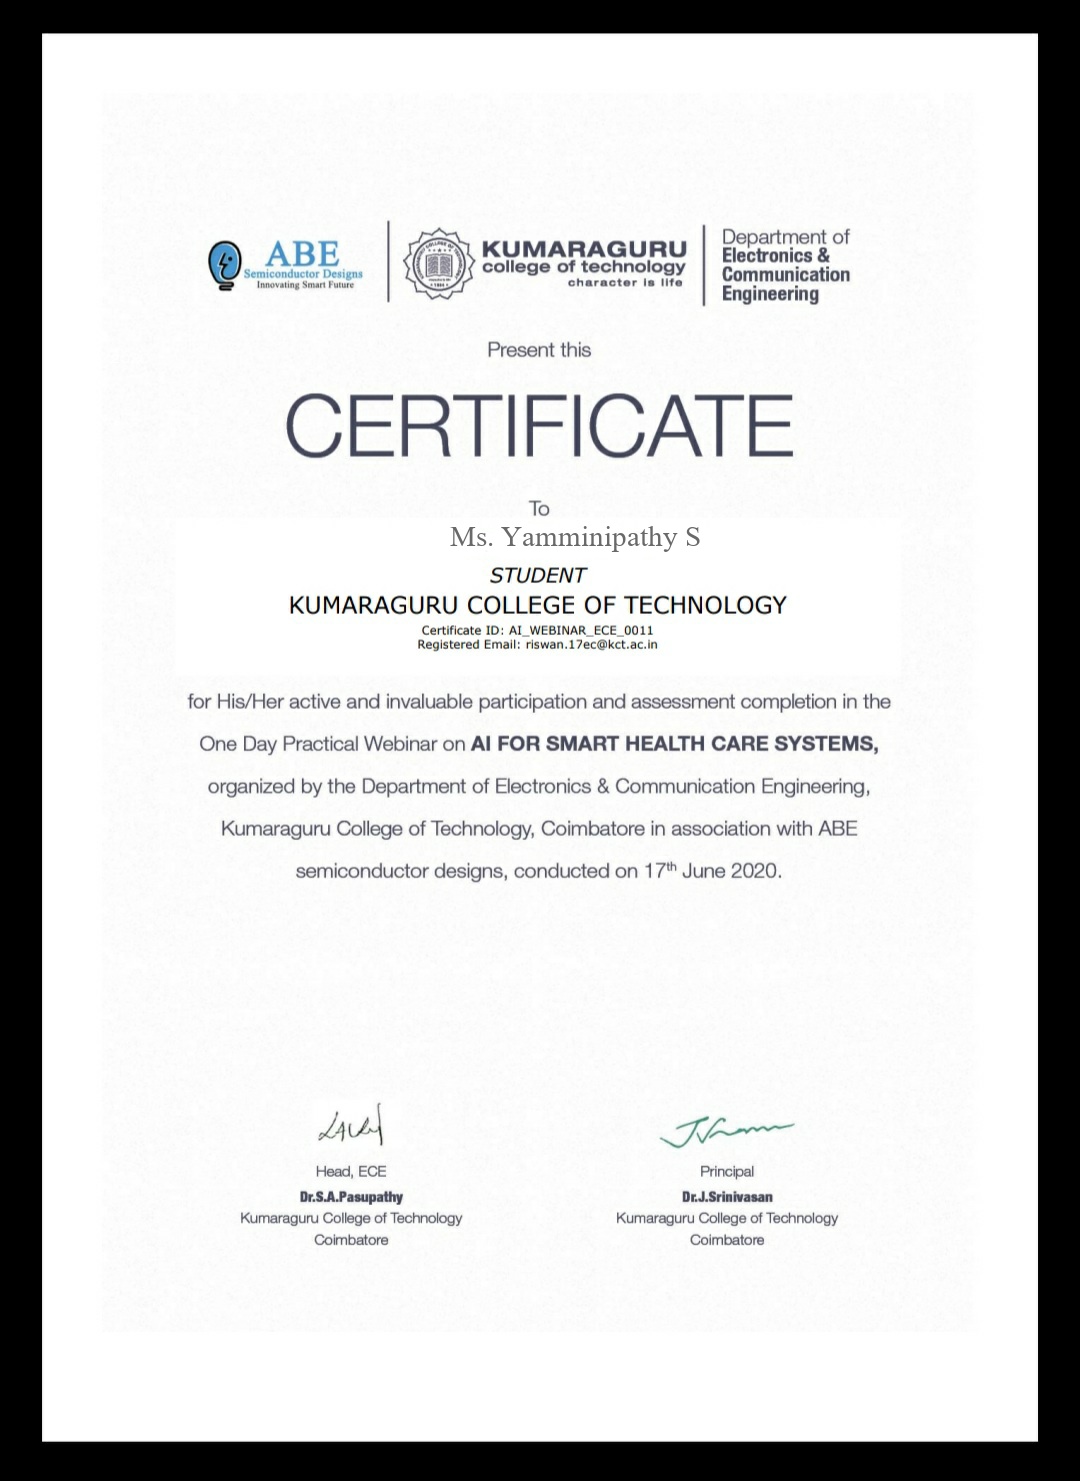 ABE
Semiconductor Designs
Innovating Smart Future
KUMARAGURU
college of technology
character is life
Department of
Electronics &
Communication
Engineering
Present this
CERTIFICATE
To
Ms. Yamminipathy S
STUDENT
KUMARAGURU COLLEGE OF TECHNOLOGY
Certificate ID: AI_WEBINAR_ECE_0011
Registered Email: riswan.17ec@kct.ac.in
for His/Her active and invaluable participation and assessment completion in the
One Day Practical Webinar on AI FOR SMART HEALTH CARE SYSTEMS,
organized by the Department of Electronics & Communication Engineering,
Kumaraguru College of Technology, Coimbatore in association with ABE
semiconductor designs, conducted on 17th June 2020.
Head, ECE
Dr.S.A.Pasupathy
Kumaraguru College of Technology
Coimbatore
Principal
Dr.J.Srinivasan
Kumaraguru College of Technology
Coimbatore